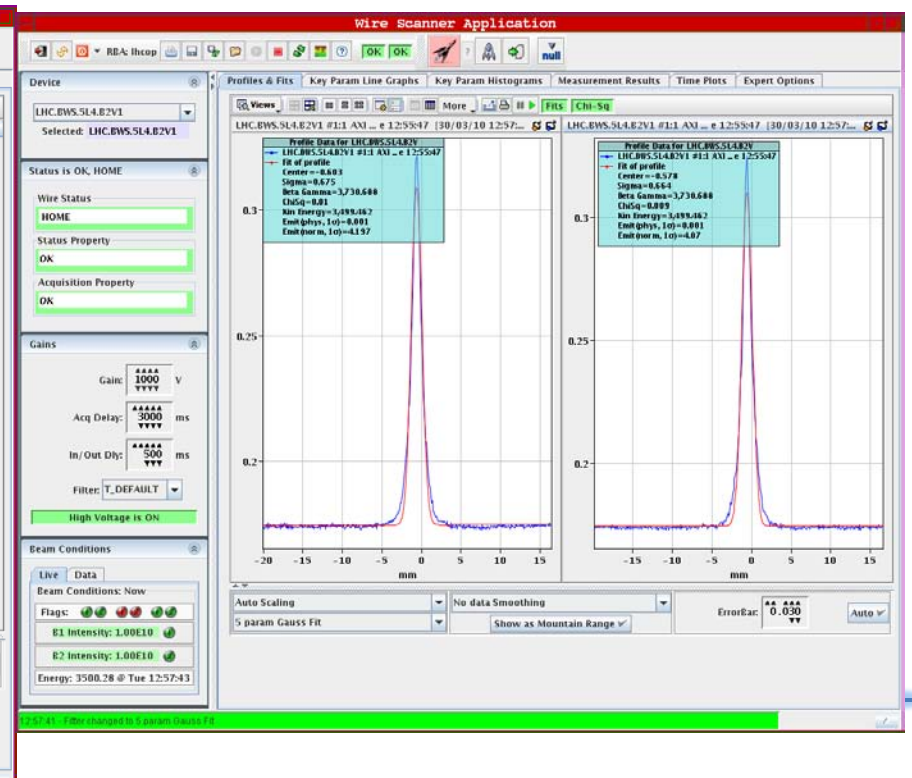 Wire Scanner Application
RBA: lhcop
OK OK
?
null
Device
LHC.BWS.5L4.B2V1
Selected: LHC.BWS.5L4.B2V1
Status is OK, HOME
Wire Status
HOME
Status Property
OK
Acquisition Property
OK
Gains
Gain: 1000 V
Acq Delay: 3000 ms
In/Out Dly: 500 ms
Filter: T_DEFAULT
High Voltage is ON
Beam Conditions
Live Data
Beam Conditions: Now
Flags:
B1 Intensity: 1.00E10
B2 Intensity: 1.00E10
Energy: 3500.28 @ Tue 12:57:43
Profiles & Fits Key Param Line Graphs Key Param Histograms Measurement Results Time Plots Expert Options
Views More Fits Chi-Sq
LHC.BWS.5L4.B2V1 #1:1 AXI ... e 12:55:47 [30/03/10 12:57:...
Profile Data for LHC.BWS.5L4.B2V
LHC.BWS.5L4.B2V1 #1:1 AXI ... e 12:55:47
Fit of profile
Center=-0.603
Sigma=0.675
Beta Gamma=3,730.688
ChiSq=0.01
Kin Energy=3,499.462
Emit(phys, 1σ)=0.001
Emit(norm, 1σ)=4.197
0.3
0.25
0.2
-20 -15 -10 -5 0 5 10 15
mm
LHC.BWS.5L4.B2V1 #1:1 AXI ... e 12:55:47 [30/03/10 12:57:...
Profile Data for LHC.BWS.5L4.B2V
LHC.BWS.5L4.B2V1 #1:1 AXI ... e 12:55:47
Fit of profile
Center=-0.578
Sigma=0.664
Beta Gamma=3,730.688
ChiSq=0.009
Kin Energy=3,499.462
Emit(phys, 1σ)=0.001
Emit(norm, 1σ)=4.07
0.3
0.25
0.2
-15 -10 -5 0 5 10 15
mm
Auto Scaling No data Smoothing
5 param Gauss Fit Show as Mountain Range
ErrorBar: 0.030 Auto
12:57:41 - Fitter changed to 5 param Gauss Fit